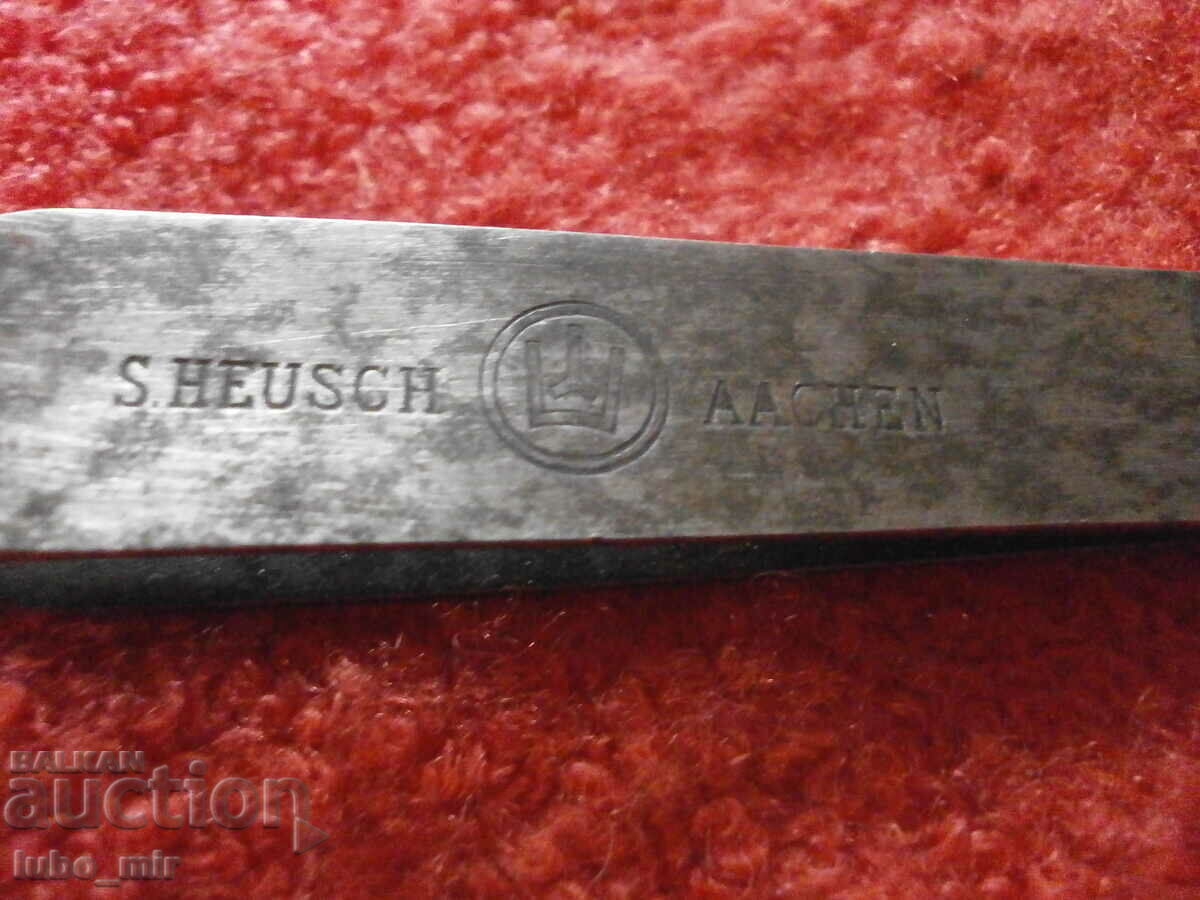 S. HEUSCH AACHEN
BALKAN
auction
lubo_mir